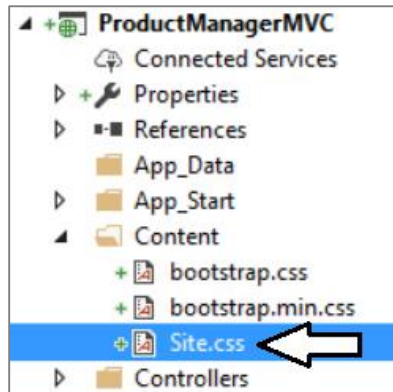 ProductManagerMVC
Connected Services
Properties
References
App_Data
App_Start
Content
bootstrap.css
bootstrap.min.css
Site.css
Controllers